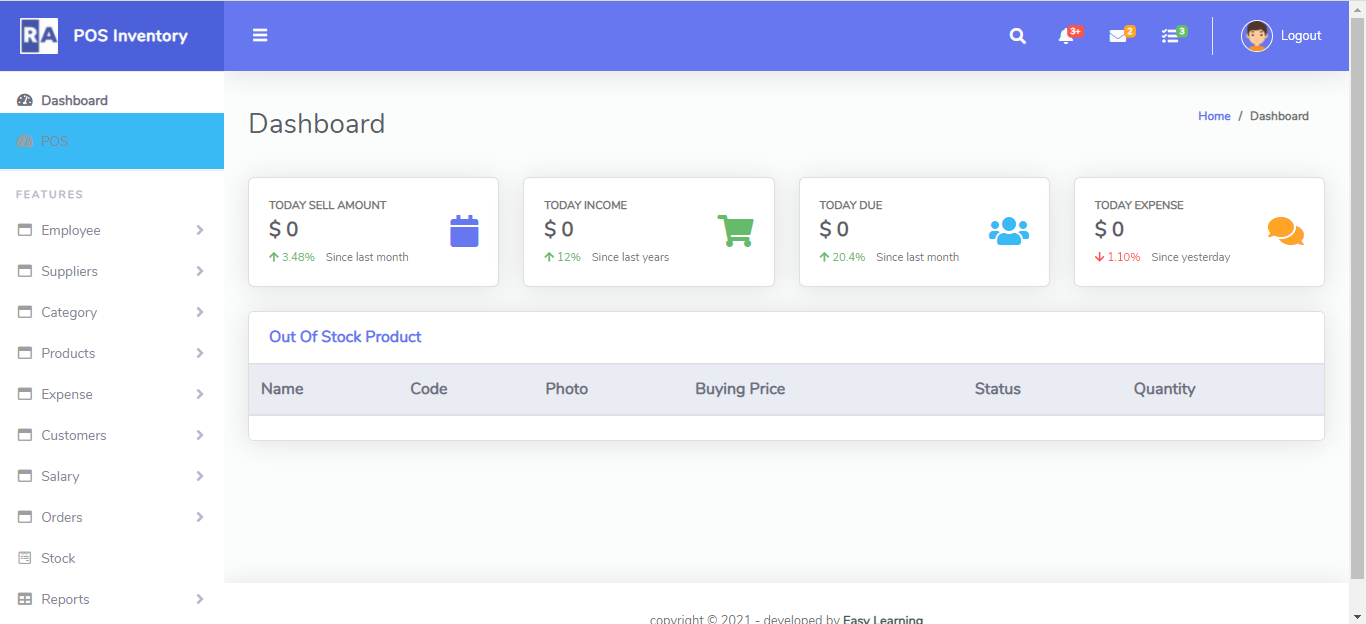 RA POS Inventory
3+ 2 3 Logout
Dashboard
POS
FEATURES
Employee
Suppliers
Category
Products
Expense
Customers
Salary
Orders
Stock
Reports
Dashboard
Home / Dashboard
TODAY SELL AMOUNT
$ 0
3.48% Since last month
TODAY INCOME
$ 0
12% Since last years
TODAY DUE
$ 0
20.4% Since last month
TODAY EXPENSE
$ 0
1.10% Since yesterday
Out Of Stock Product
Name Code Photo Buying Price Status Quantity
copyright © 2021 - developed by Easy Learning